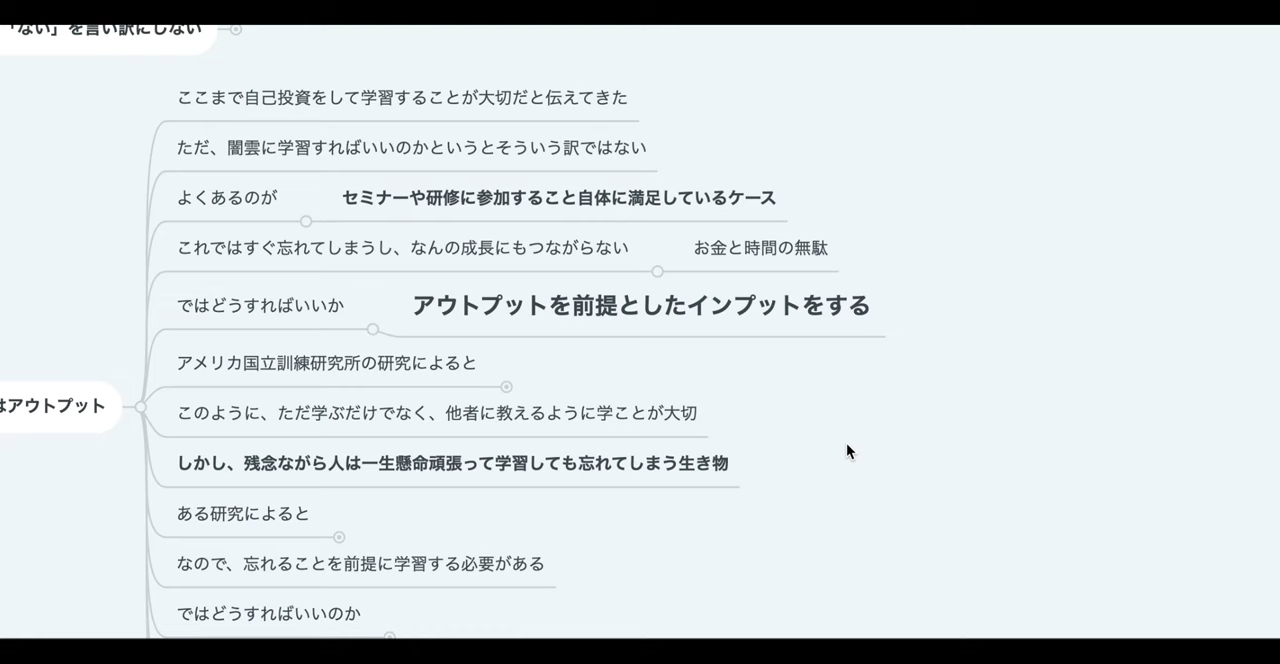 「ない」を言い訳にしない
ここまで自己投資をして学習することが大切だと伝えてきた
ただ、闇雲に学習すればいいのかというとそういう訳ではない
よくあるのが セミナーや研修に参加すること自体に満足しているケース
これではすぐ忘れてしまうし、なんの成長にもつながらない お金と時間の無駄
ではどうすればいいか アウトプットを前提としたインプットをする
アメリカ国立訓練研究所の研究によると
はアウトプット
このように、ただ学ぶだけでなく、他者に教えるように学ことが大切
しかし、残念ながら人は一生懸命頑張って学習しても忘れてしまう生き物
ある研究によると
なので、忘れることを前提に学習する必要がある
ではどうすればいいのか